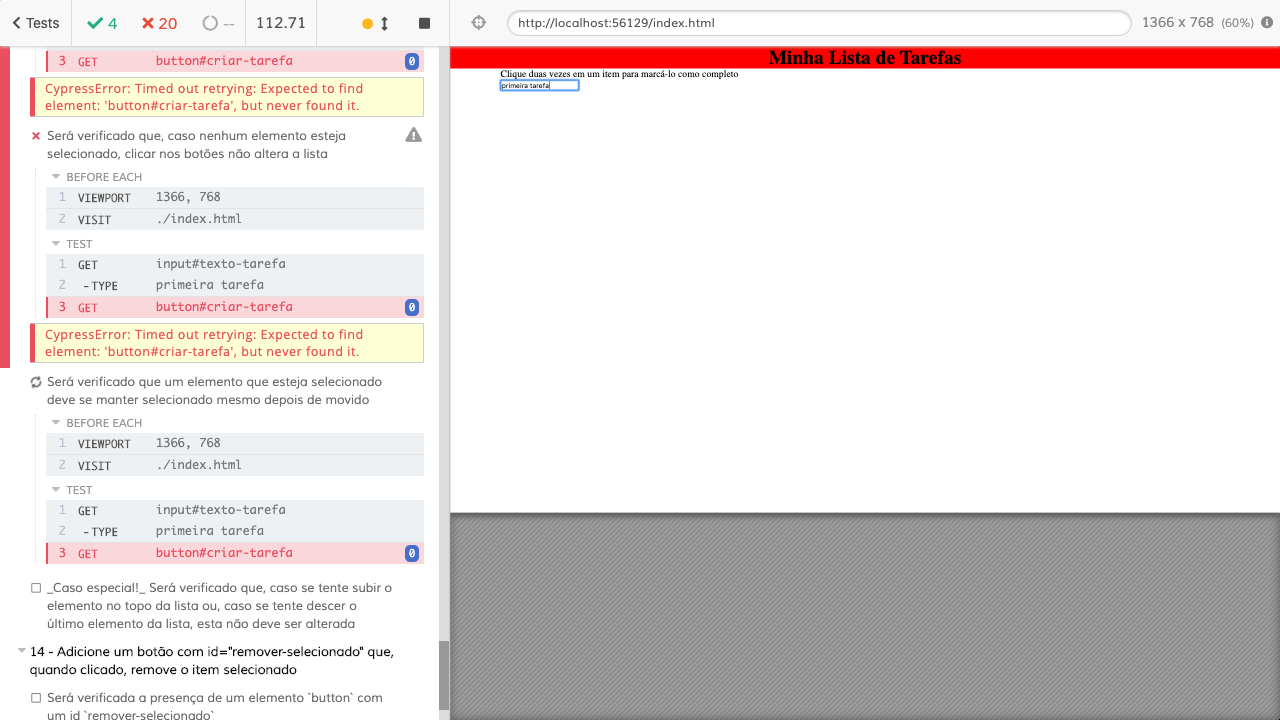 Tests
4
20
--
112.71
http://localhost:56129/index.html
1366 x 768 (60%)
3 GET button#criar-tarefa 0
CypressError: Timed out retrying: Expected to find
element: 'button#criar-tarefa', but never found it.
Será verificado que, caso nenhum elemento esteja
selecionado, clicar nos botões não altera a lista
BEFORE EACH
1 VIEWPORT 1366, 768
2 VISIT ./index.html
TEST
1 GET input#texto-tarefa
2 -TYPE primeira tarefa
3 GET button#criar-tarefa 0
CypressError: Timed out retrying: Expected to find
element: 'button#criar-tarefa', but never found it.
Será verificado que um elemento que esteja selecionado
deve se manter selecionado mesmo depois de movido
BEFORE EACH
1 VIEWPORT 1366, 768
2 VISIT ./index.html
TEST
1 GET input#texto-tarefa
2 -TYPE primeira tarefa
3 GET button#criar-tarefa 0
_Caso especial!_ Será verificado que, caso se tente subir o
elemento no topo da lista ou, caso se tente descer o
último elemento da lista, esta não deve ser alterada
14 - Adicione um botão com id="remover-selecionado" que,
quando clicado, remove o item selecionado
Será verificada a presença de um elemento `button` com
um id `remover-selecionado`
Minha Lista de Tarefas
Clique duas vezes em um item para marcá-lo como completo
primeira tarefa